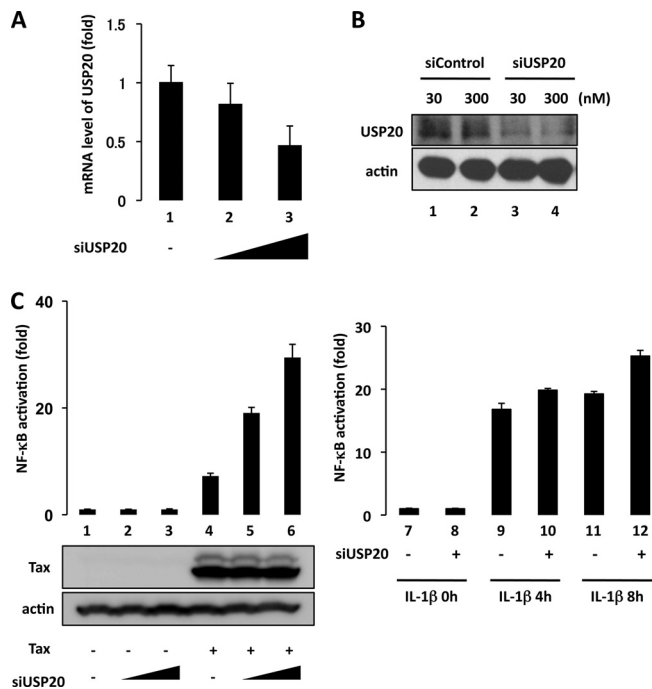 A
mRNA level of USP20 (fold)
1.5
1
0.5
0
1 2 3
siUSP20 -
B
siControl siUSP20
30 300 30 300 (nM)
USP20
actin
1 2 3 4
C
NF-κB activation (fold)
40
20
0
1 2 3 4 5 6
Tax
actin
Tax - - - + + +
siUSP20 - -
NF-κB activation (fold)
30
20
10
0
7 8 9 10 11 12
siUSP20 - + - + - +
IL-1β 0h IL-1β 4h IL-1β 8h